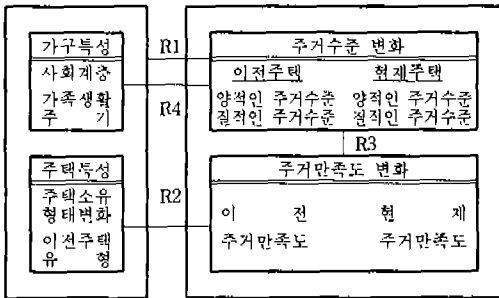 가구특성
사회계층
가족생활
주 기
주택특성
주택소유
형태변화
이전주택
유 형
R1
R4
R2
주거수준 변화
이전주택 현재주택
양적인 주거수준 양적인 주거수준
질적인 주거수준 질적인 주거수준
R3
주거만족도 변화
이 전 현 재
주거만족도 주거만족도